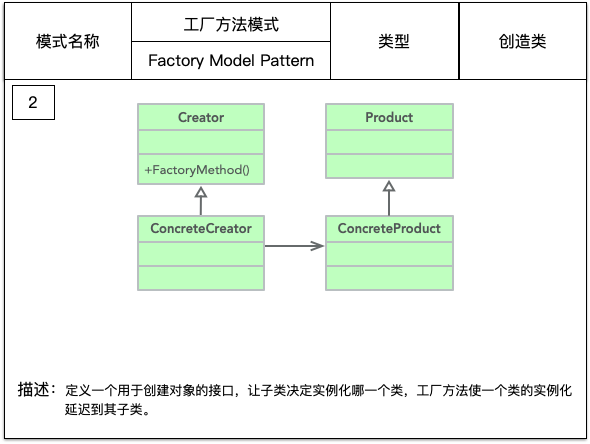 模式名称
工厂方法模式
Factory Model Pattern
类型
创造类
2
Creator
+FactoryMethod()
Product
ConcreteCreator
ConcreteProduct
描述：定义一个用于创建对象的接口，让子类决定实例化哪一个类，工厂方法使一个类的实例化
延迟到其子类。